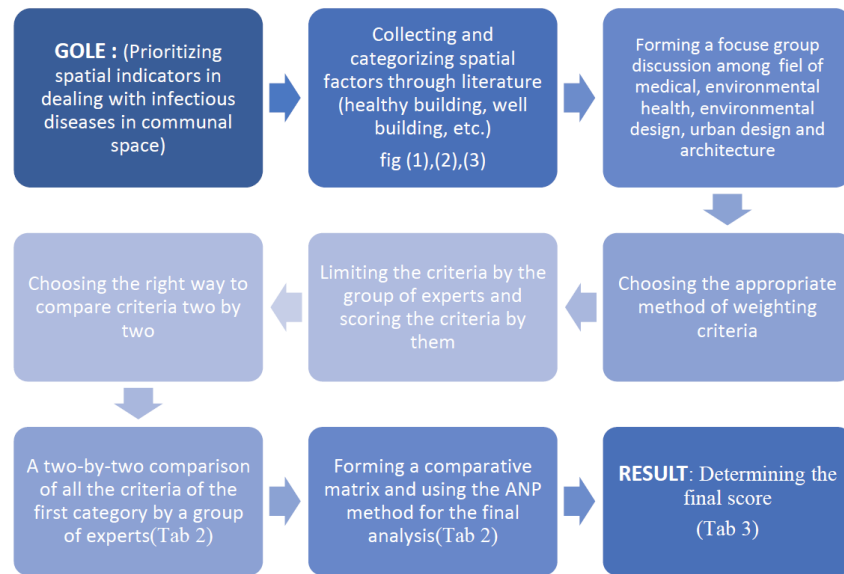 GOLE : (Prioritizing
spatial indicators in
dealing with infectious
diseases in communal
space)
Collecting and
categorizing spatial
factors through literature
(healthy building, well
building, etc.)
fig (1),(2),(3)
Forming a focuse group
discussion among  fiel of
medical, environmental
health, environmental
design, urban design and
architecture
Choosing the appropriate
method of weighting
criteria
Limiting the criteria by the
group of experts and
scoring the criteria by
them
Choosing the right way to
compare criteria two by
two
A two-by-two comparison
of all the criteria of the
first category by a group
of experts(Tab 2)
Forming a comparative
matrix and using the ANP
method for the final
analysis(Tab 2)
RESULT: Determining the
final score
(Tab 3)